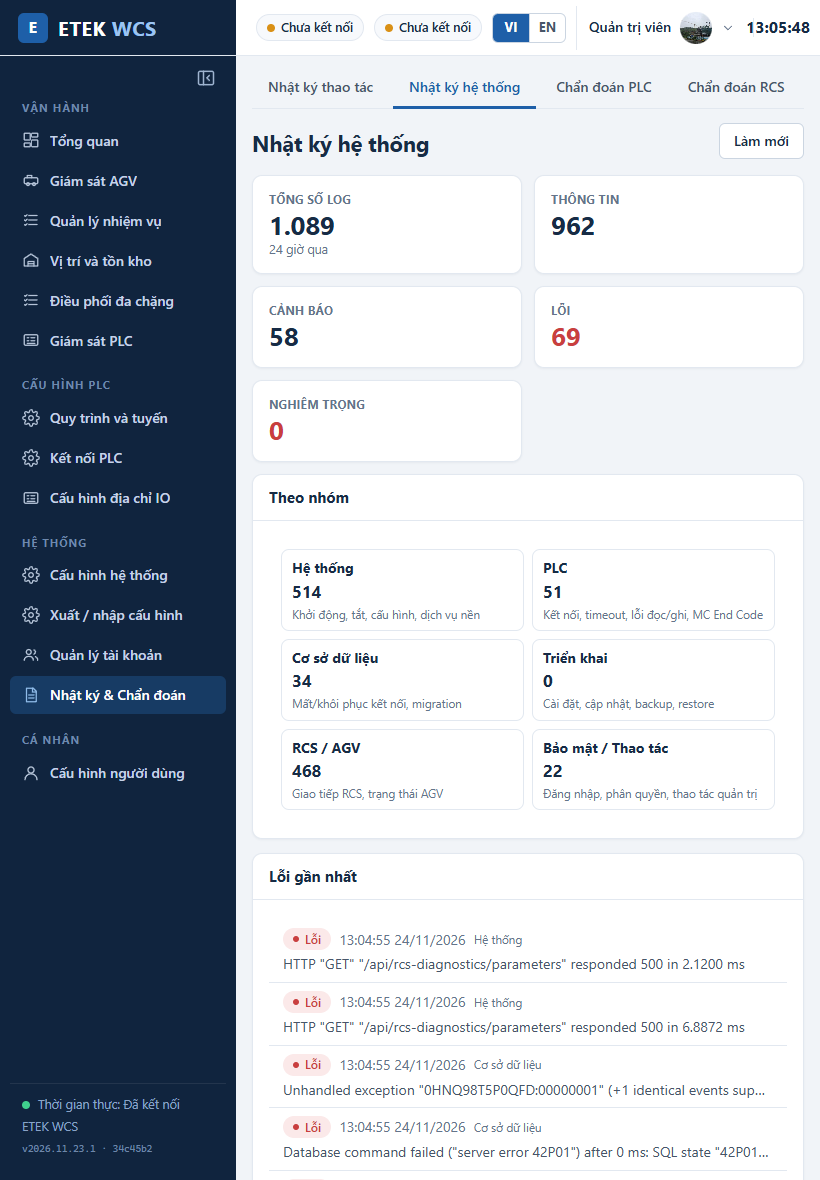 E ETEK WCS
Chưa kết nối
Chưa kết nối
VI EN
Quản trị viên
13:05:48
VẬN HÀNH
Tổng quan
Giám sát AGV
Quản lý nhiệm vụ
Vị trí và tồn kho
Điều phối đa chặng
Giám sát PLC
CẤU HÌNH PLC
Quy trình và tuyến
Kết nối PLC
Cấu hình địa chỉ IO
HỆ THỐNG
Cấu hình hệ thống
Xuất / nhập cấu hình
Quản lý tài khoản
Nhật ký & Chẩn đoán
CÁ NHÂN
Cấu hình người dùng
Thời gian thực: Đã kết nối
ETEK WCS
v2026.11.23.1 · 34c45b2
Nhật ký thao tác
Nhật ký hệ thống
Chẩn đoán PLC
Chẩn đoán RCS
Nhật ký hệ thống
Làm mới
TỔNG SỐ LOG
1.089
24 giờ qua
THÔNG TIN
962
CẢNH BÁO
58
LỖI
69
NGHIÊM TRỌNG
0
Theo nhóm
Hệ thống
514
Khởi động, tắt, cấu hình, dịch vụ nền
PLC
51
Kết nối, timeout, lỗi đọc/ghi, MC End Code
Cơ sở dữ liệu
34
Mất/khôi phục kết nối, migration
Triển khai
0
Cài đặt, cập nhật, backup, restore
RCS / AGV
468
Giao tiếp RCS, trạng thái AGV
Bảo mật / Thao tác
22
Đăng nhập, phân quyền, thao tác quản trị
Lỗi gần nhất
Lỗi 13:04:55 24/11/2026 Hệ thống
HTTP "GET" "/api/rcs-diagnostics/parameters" responded 500 in 2.1200 ms
Lỗi 13:04:55 24/11/2026 Hệ thống
HTTP "GET" "/api/rcs-diagnostics/parameters" responded 500 in 6.8872 ms
Lỗi 13:04:55 24/11/2026 Cơ sở dữ liệu
Unhandled exception "0HNQ98T5P0QFD:00000001" (+1 identical events sup...
Lỗi 13:04:55 24/11/2026 Cơ sở dữ liệu
Database command failed ("server error 42P01") after 0 ms: SQL state "42P01...